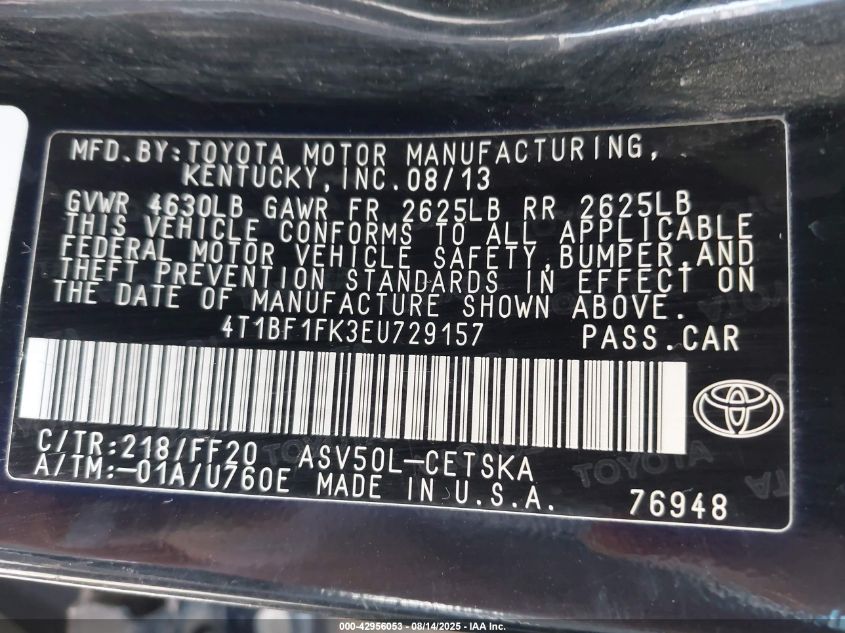 MFD.BY:TOYOTA MOTOR MANUFACTURING,
KENTUCKY,INC.08/13
GVWR 4630LB GAWR FR 2625LB RR 2625LB
THIS VEHICLE CONFORMS TO ALL APPLICABLE
FEDERAL MOTOR VEHICLE SAFETY,BUMPER,AND
THEFT PREVENTION STANDARDS IN EFFECT ON
THE DATE OF MANUFACTURE SHOWN ABOVE.
4T1BF1FK3EU729157 PASS.CAR
C/TR:218/FF20 ASV50L-CETSKA
A/TM:-01A/U760E MADE IN U.S.A. 76948
000-42956053 - 08/14/2025 - IAA Inc.